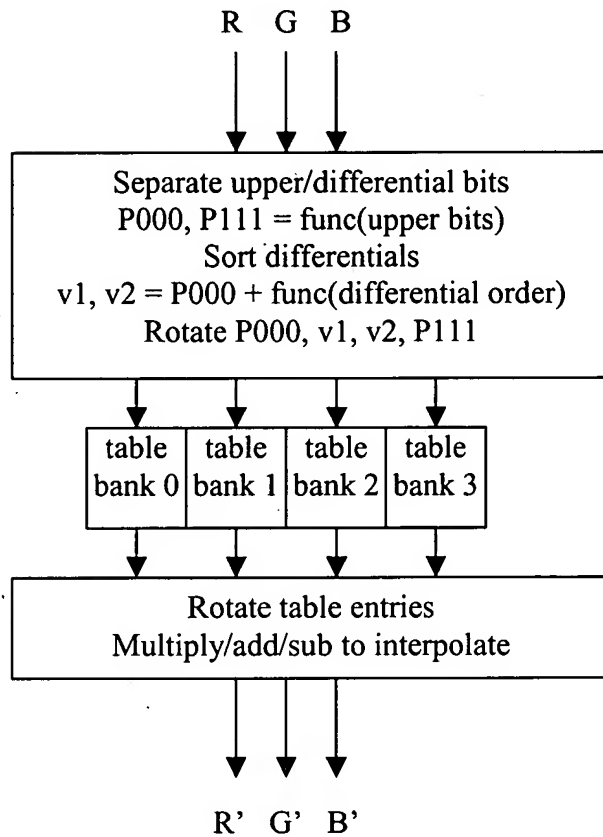 R G B
Separate upper/differential bits
P000, P111 = func(upper bits)
Sort differentials
v1, v2 = P000 + func(differential order)
Rotate P000, v1, v2, P111
table bank 0
table bank 1
table bank 2
table bank 3
Rotate table entries
Multiply/add/sub to interpolate
R' G' B'